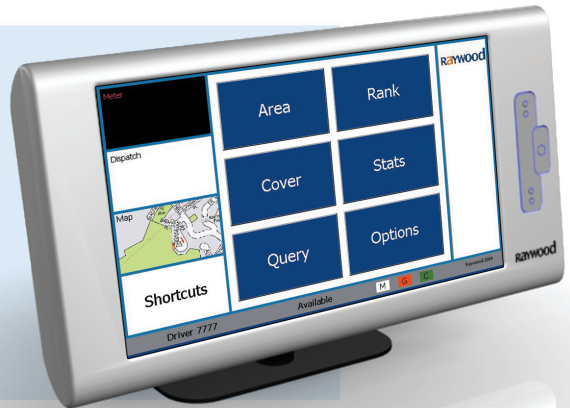 Meter
Dispatch
Map
Shortcuts
Area
Rank
Cover
Stats
Query
Options
Raywood
Driver 7777
Available
M
G
C
Raywood